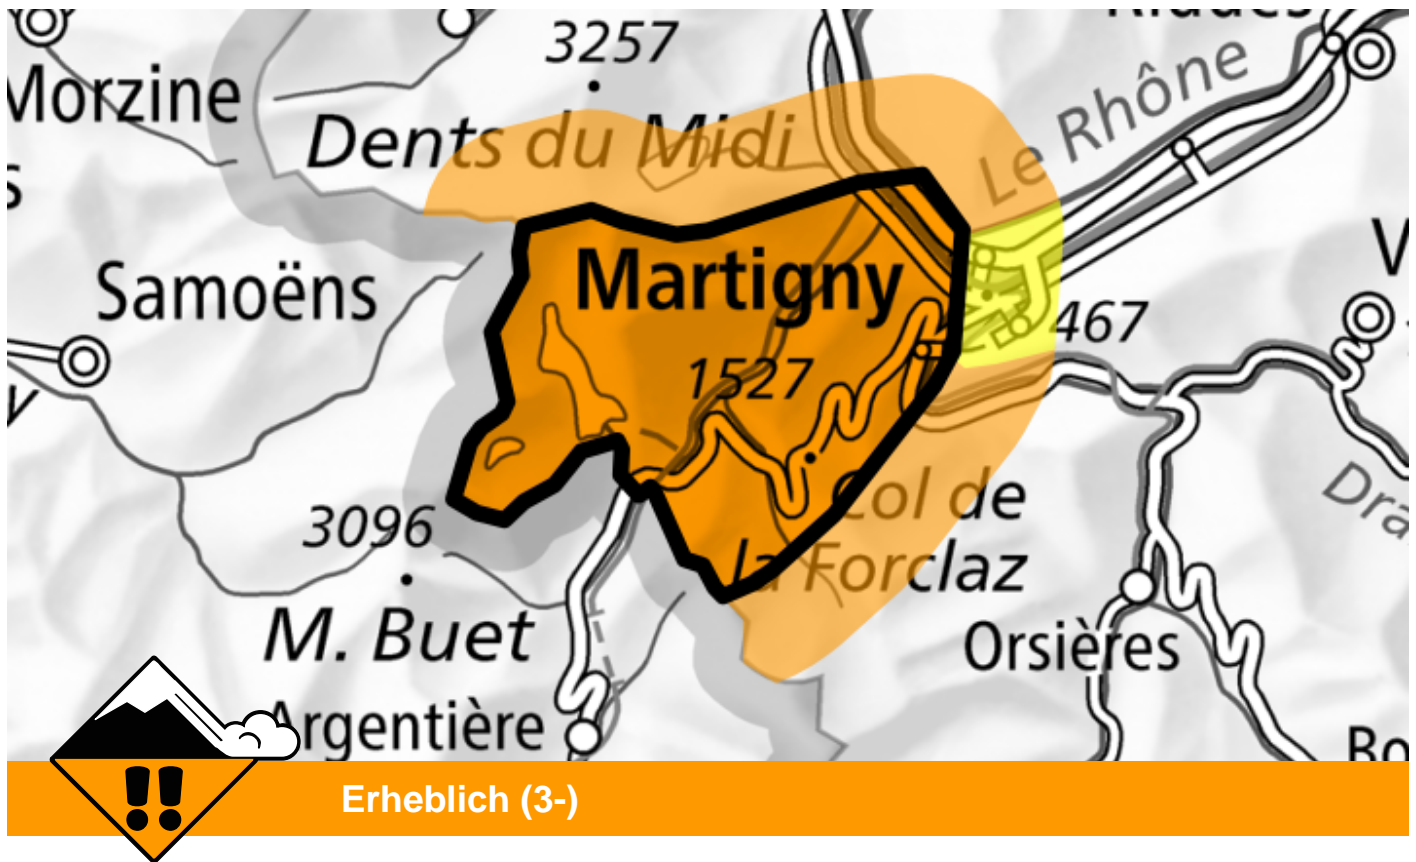 3257
Morzine
Dents du Midi
Le Rhône
Martigny
Samoëns
467
1527
Col de
la Forclaz
3096
M. Buet
Orsières
Argentière
Erheblich (3-)